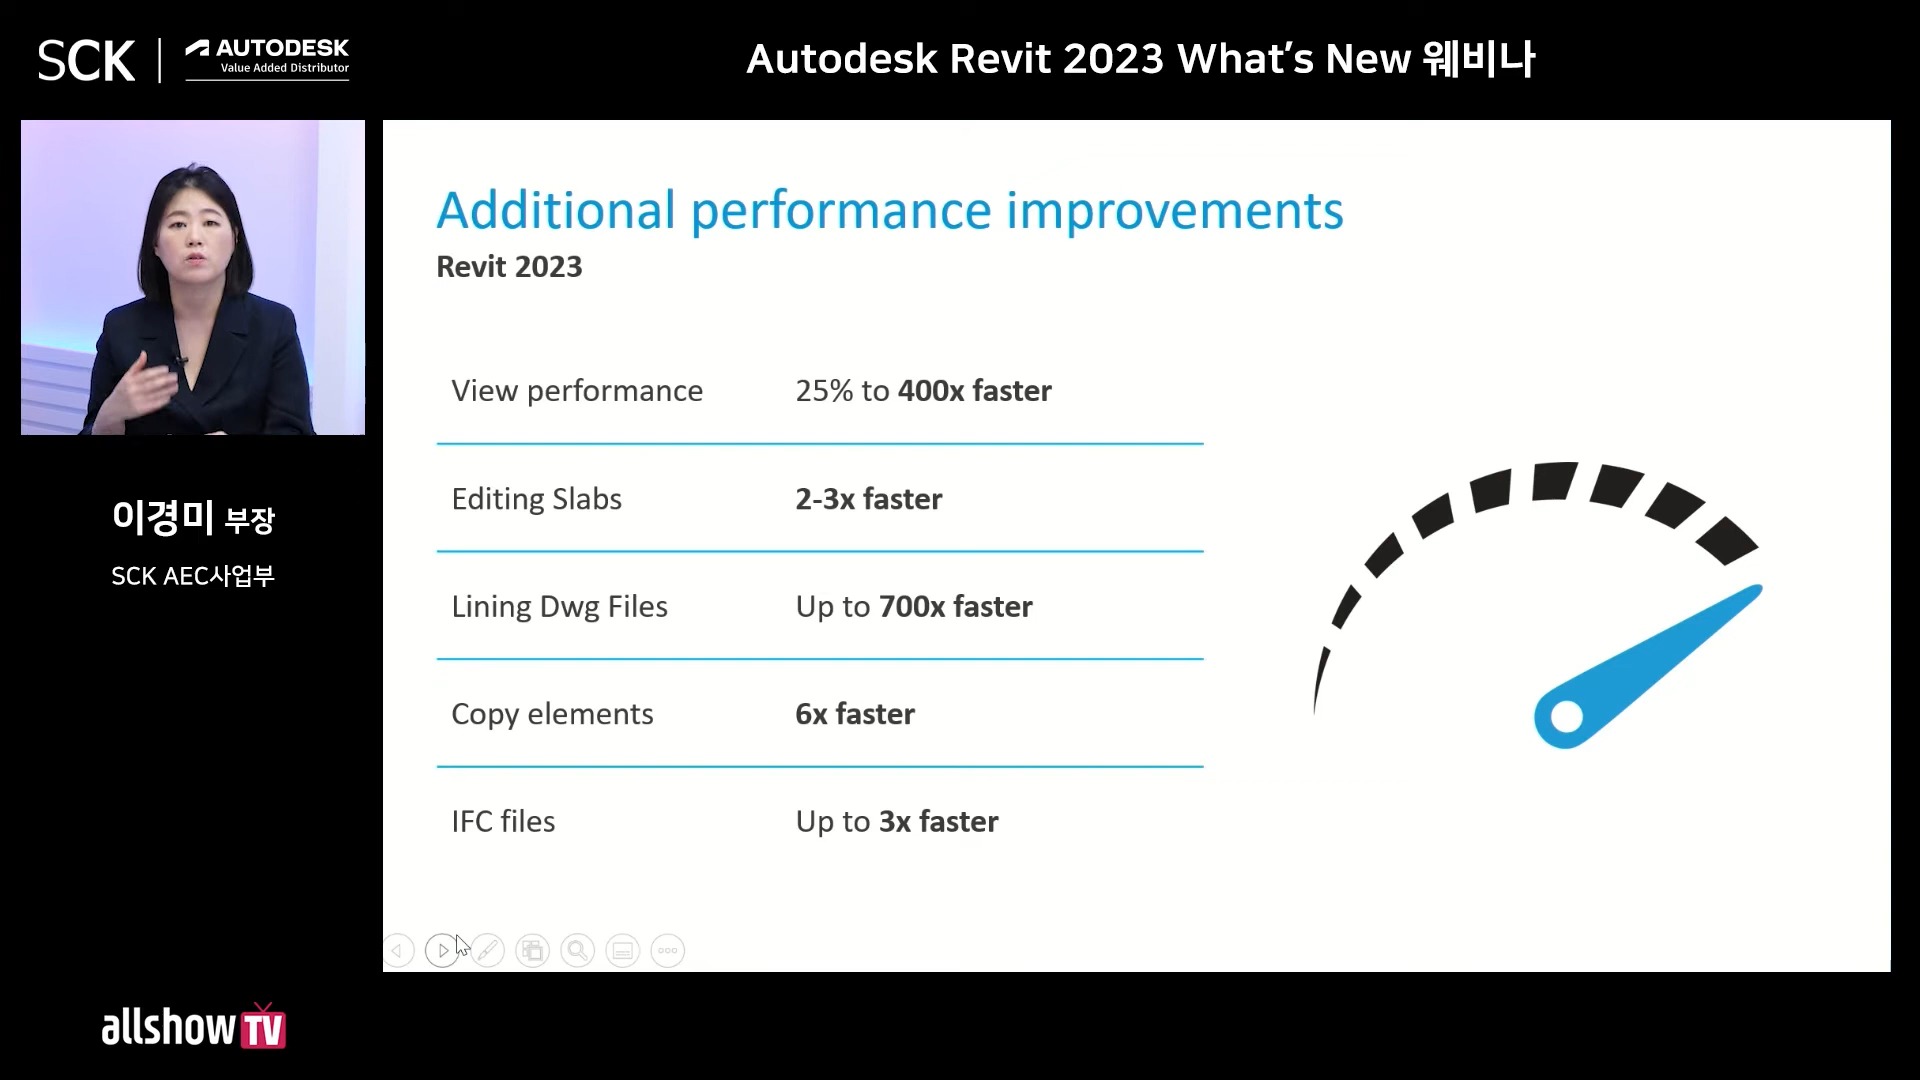 SCK
AUTODESK
Value Added Distributor
Autodesk Revit 2023 What's New 웨비나
Additional performance improvements
Revit 2023
View performance 25% to 400x faster
Editing Slabs 2-3x faster
Lining Dwg Files Up to 700x faster
Copy elements 6x faster
IFC files Up to 3x faster
이경미 부장
SCK AEC사업부
allshow TV